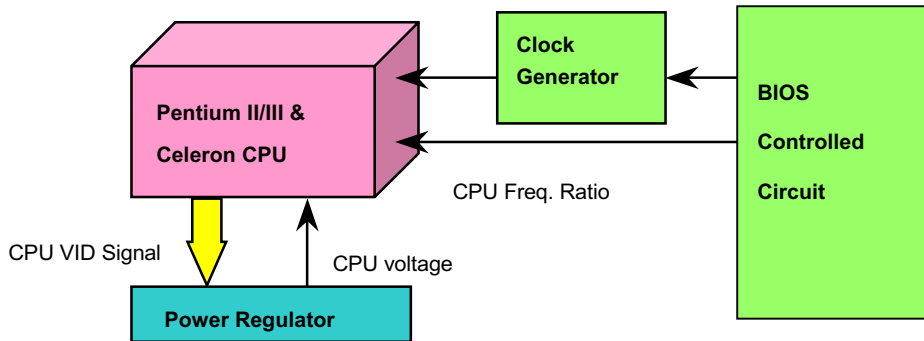 Clock
Generator
BIOS
Controlled
Circuit
Pentium II/III &
Celeron CPU
CPU Freq. Ratio
CPU VID Signal
CPU voltage
Power Regulator